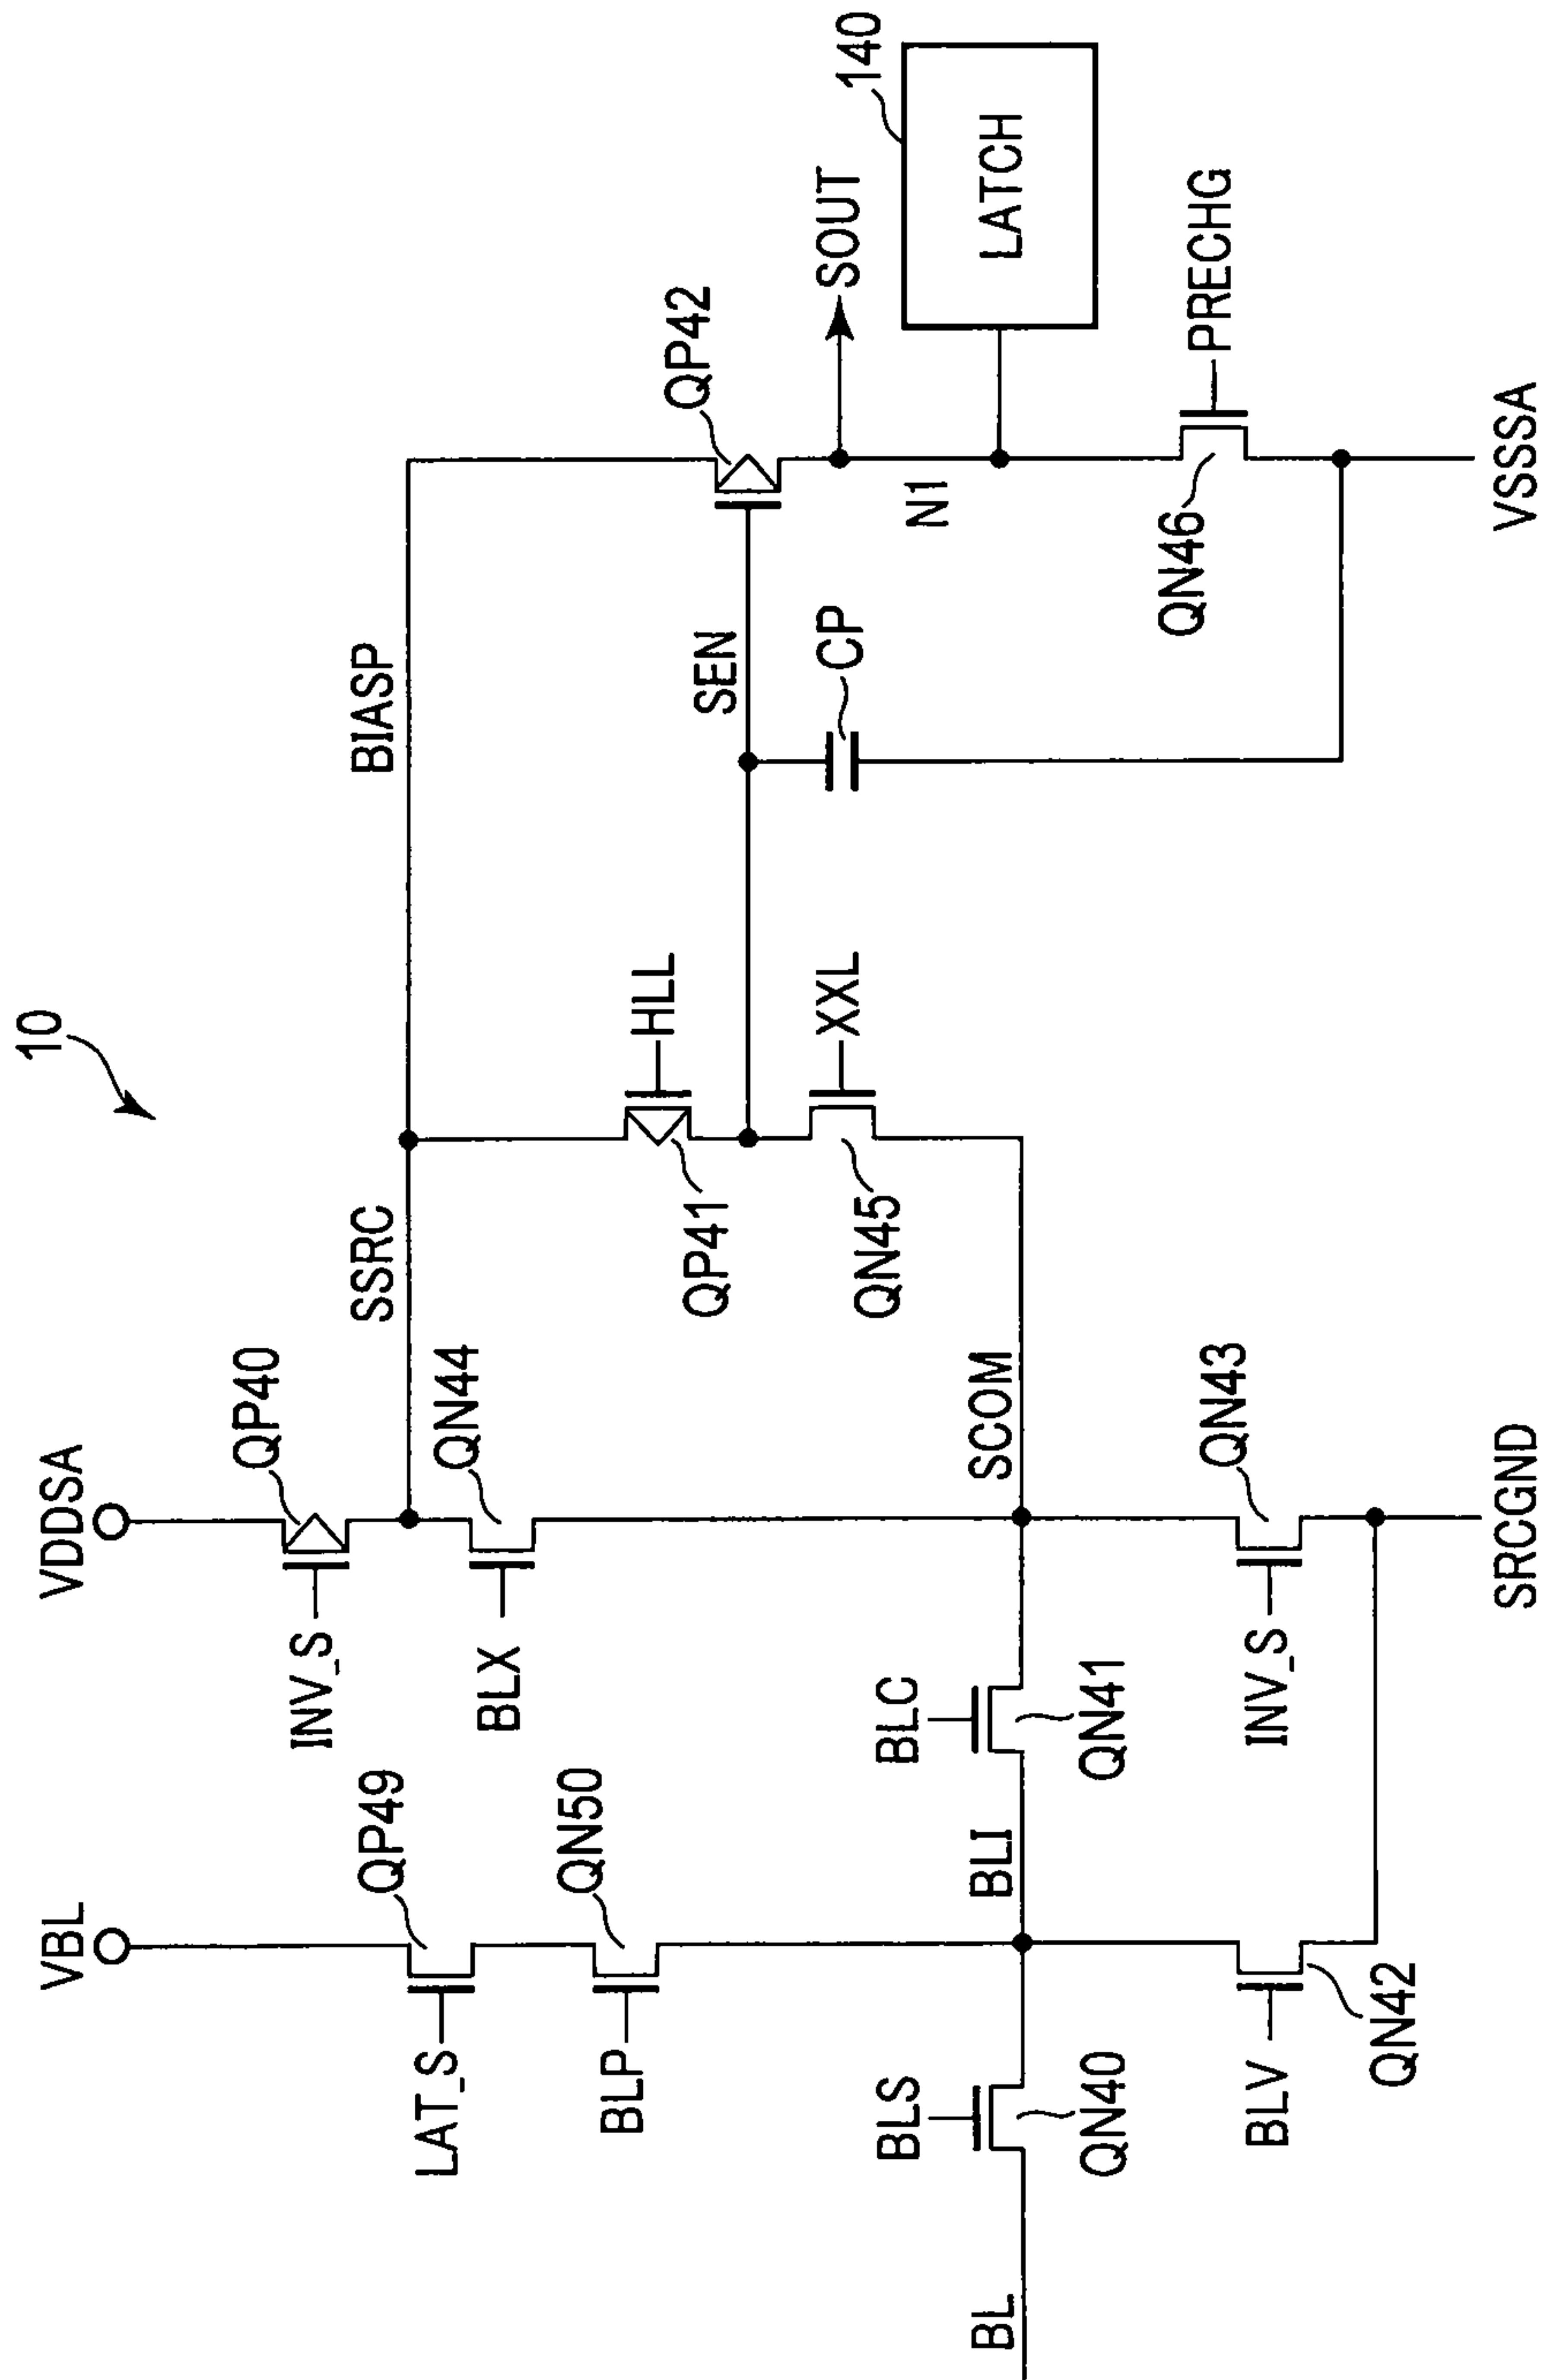 10
VBL
VDDSA
QP49
QP40
LAT_S
INV_S
SSRC
BIASP
QN50
QN44
BLP
BLX
HLL
QP41
SEN
QP42
CP
SOUT
140
LATCH
N1
XXL
QN45
BL
BLS
QN40
BLI
BLC
QN41
SCOM
QN46
PRECHG
BLV
QN42
INV_S
QN43
SRCGND
VSSSA